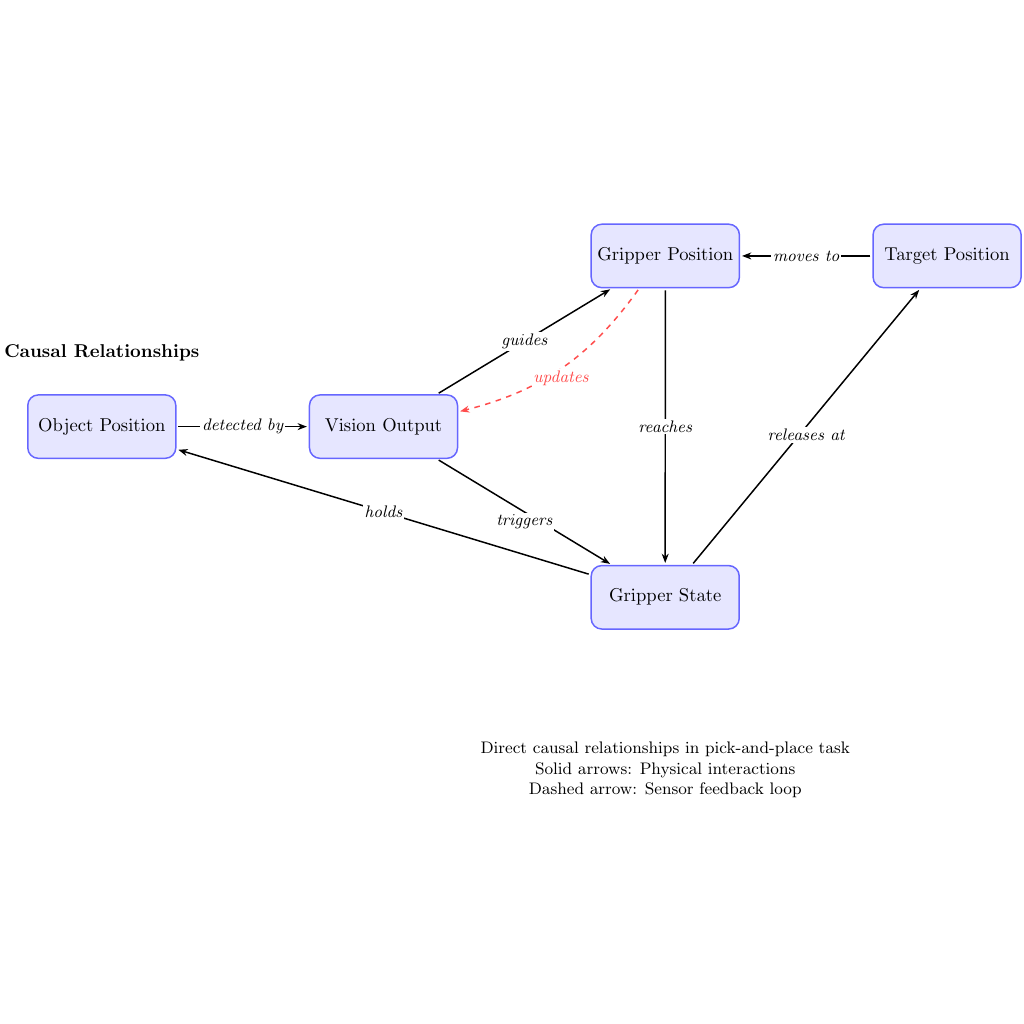 Gripper Position
moves to
Target Position
guides
Causal Relationships
updates
Object Position
detected by
Vision Output
reaches
releases at
holds
triggers
Gripper State
Direct causal relationships in pick-and-place task
Solid arrows: Physical interactions
Dashed arrow: Sensor feedback loop